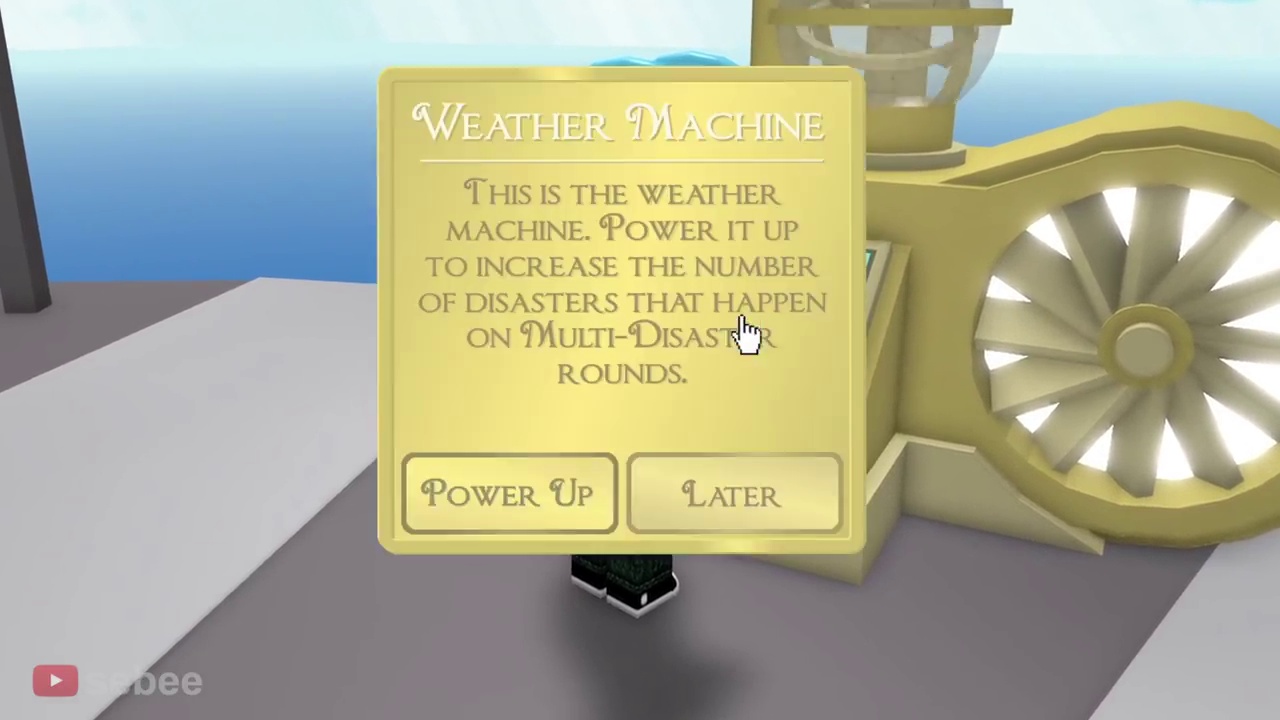 Weather Machine
This is the weather
machine. Power it up
to increase the number
of disasters that happen
on Multi-Disaster
rounds.
Power Up
Later
sebee